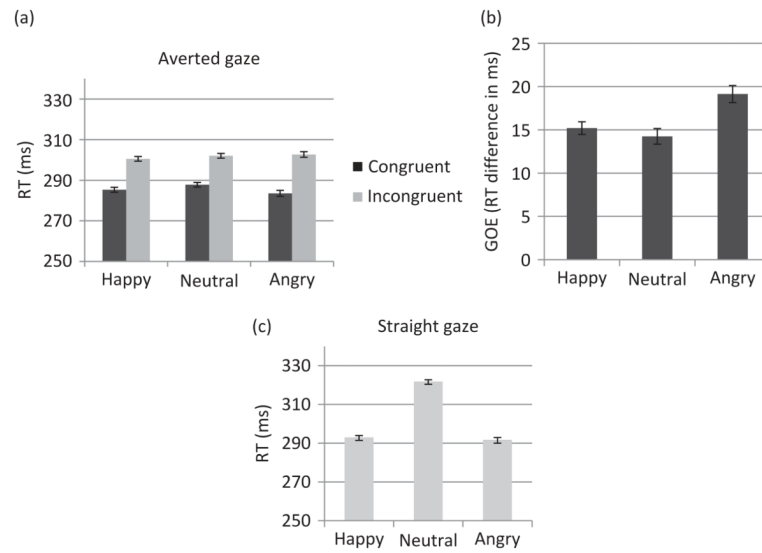 (a)
Averted gaze
RT (ms)
330
310
290
270
250
Happy Neutral Angry
Congruent
Incongruent
(b)
GOE (RT difference in ms)
25
20
15
10
5
0
Happy Neutral Angry
(c)
Straight gaze
RT (ms)
330
310
290
270
250
Happy Neutral Angry